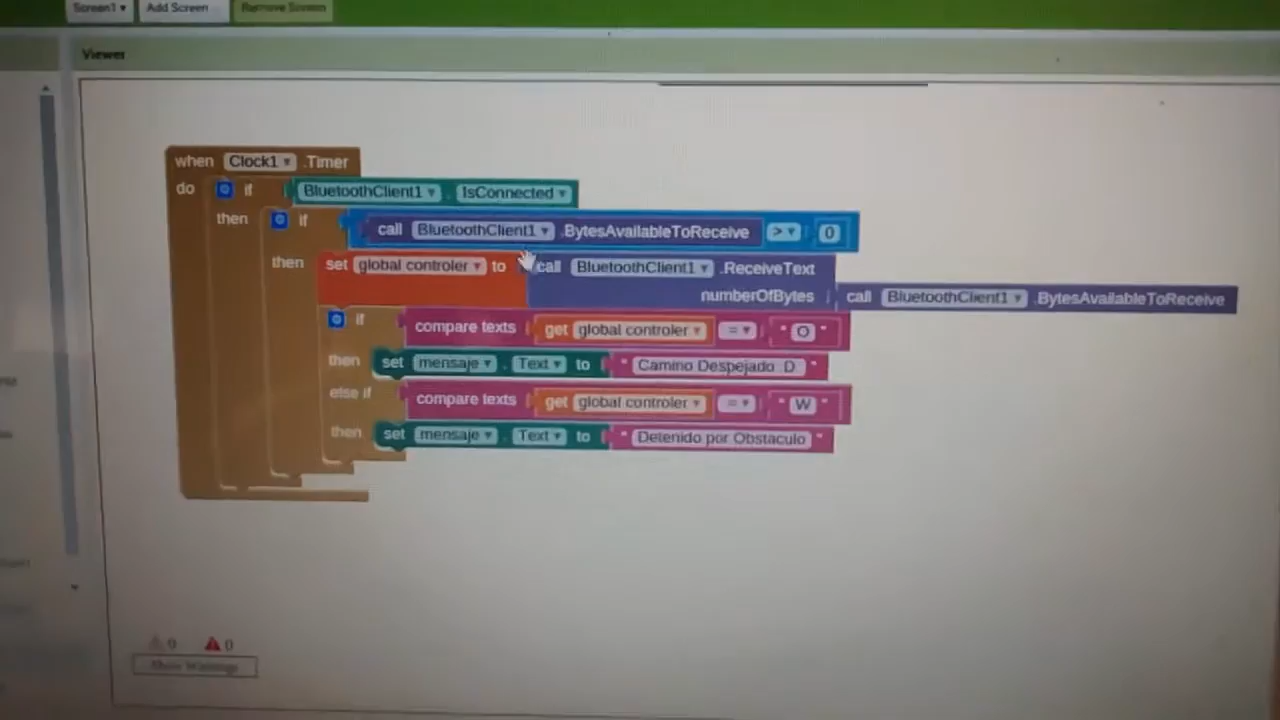 Screen1 Add Screen Remove Screen
Viewer
when Clock1 .Timer
do if BluetoothClient1 . IsConnected
then if call BluetoothClient1 .BytesAvailableToReceive > 0
then set global controler to call BluetoothClient1 .ReceiveText
numberOfBytes call BluetoothClient1 .BytesAvailableToReceive
if compare texts get global controler = " O "
then set mensaje . Text to " Camino Despejado :D "
else if compare texts get global controler = " W "
then set mensaje . Text to " Detenido por Obstaculo "
0 0
Show Warnings